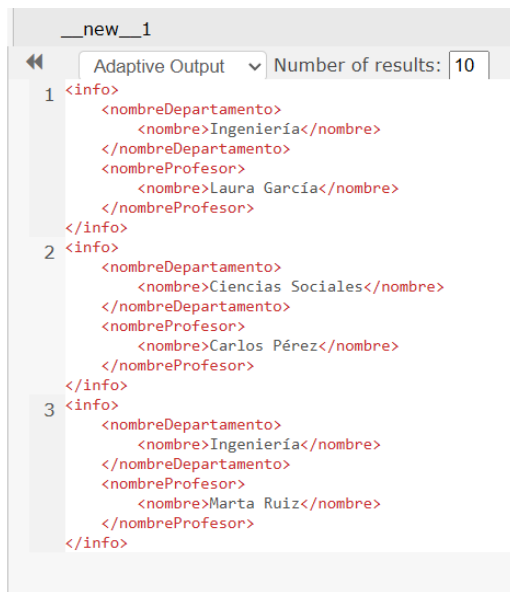 __new__1
Adaptive Output Number of results: 10
1 <info>
<nombreDepartamento>
<nombre>Ingeniería</nombre>
</nombreDepartamento>
<nombreProfesor>
<nombre>Laura García</nombre>
</nombreProfesor>
</info>
2 <info>
<nombreDepartamento>
<nombre>Ciencias Sociales</nombre>
</nombreDepartamento>
<nombreProfesor>
<nombre>Carlos Pérez</nombre>
</nombreProfesor>
</info>
3 <info>
<nombreDepartamento>
<nombre>Ingeniería</nombre>
</nombreDepartamento>
<nombreProfesor>
<nombre>Marta Ruiz</nombre>
</nombreProfesor>
</info>